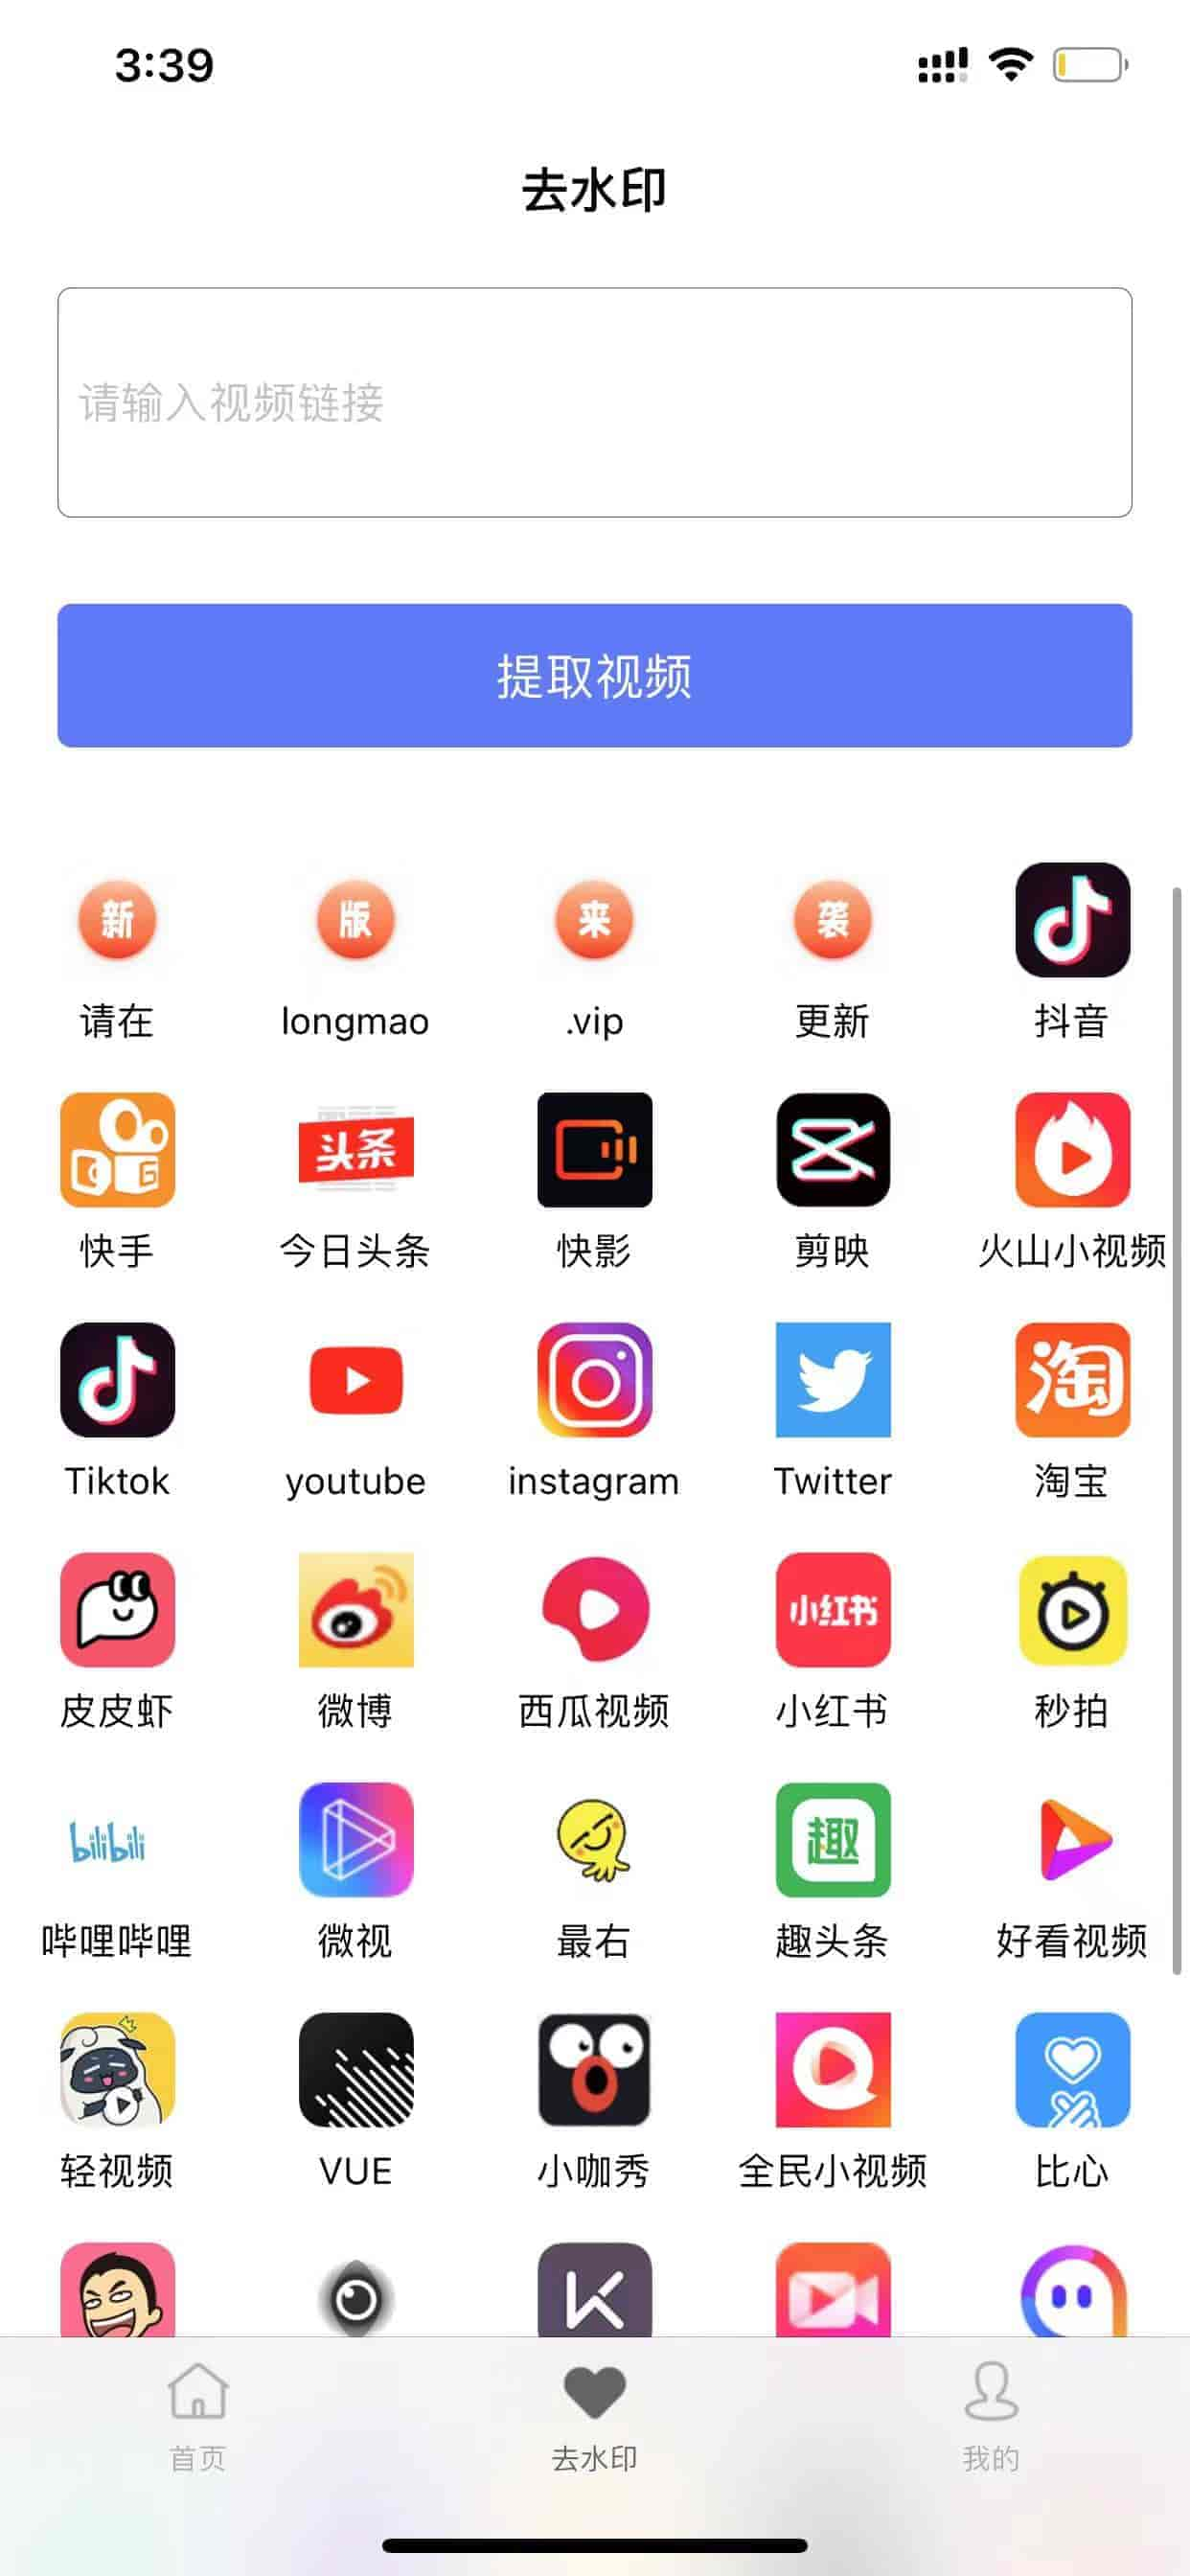 3:39
去水印
请输入视频链接
提取视频
新 版 来 袭
请在 longmao .vip 更新 抖音
头条
快手 今日头条 快影 剪映 火山小视频
淘
Tiktok youtube instagram Twitter 淘宝
小红书
皮皮虾 微博 西瓜视频 小红书 秒拍
bilibili 趣
哔哩哔哩 微视 最右 趣头条 好看视频
轻视频 VUE 小咖秀 全民小视频 比心
首页 去水印 我的